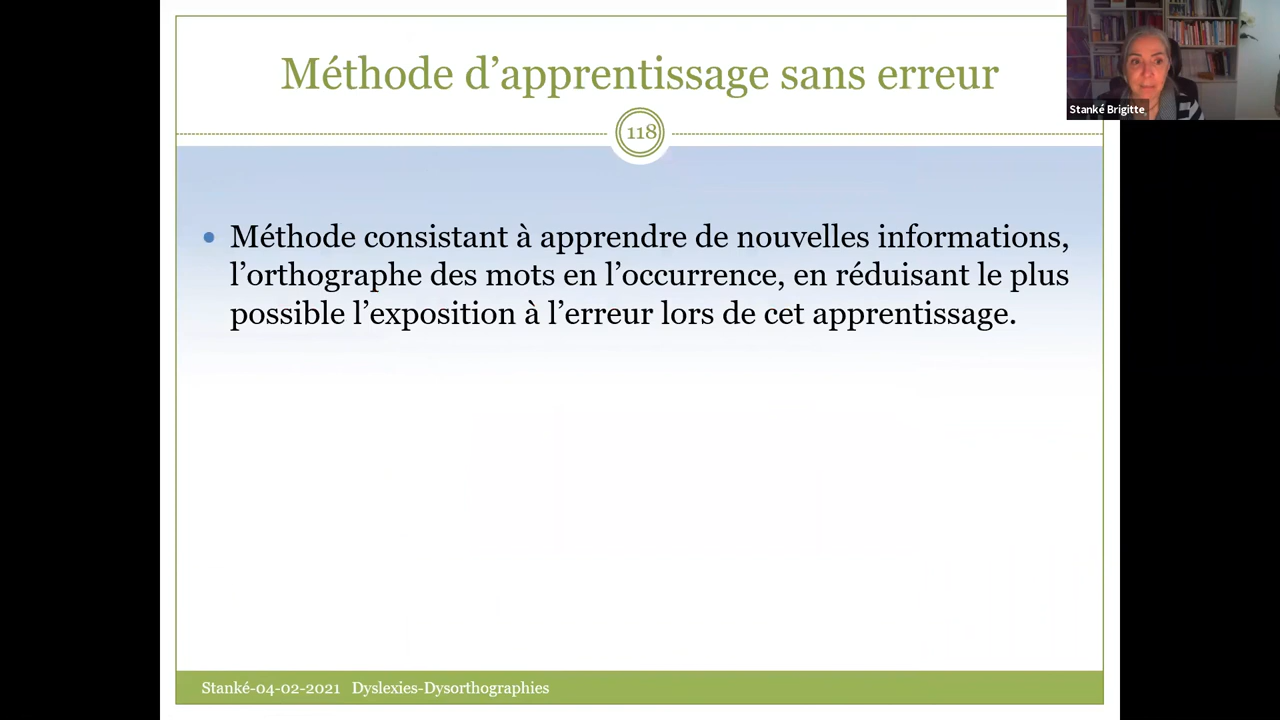 Méthode d’apprentissage sans erreur
Stanké Brigitte
118
• Méthode consistant à apprendre de nouvelles informations,
l’orthographe des mots en l’occurrence, en réduisant le plus
possible l’exposition à l’erreur lors de cet apprentissage.
Stanké-04-02-2021 Dyslexies-Dysorthographies